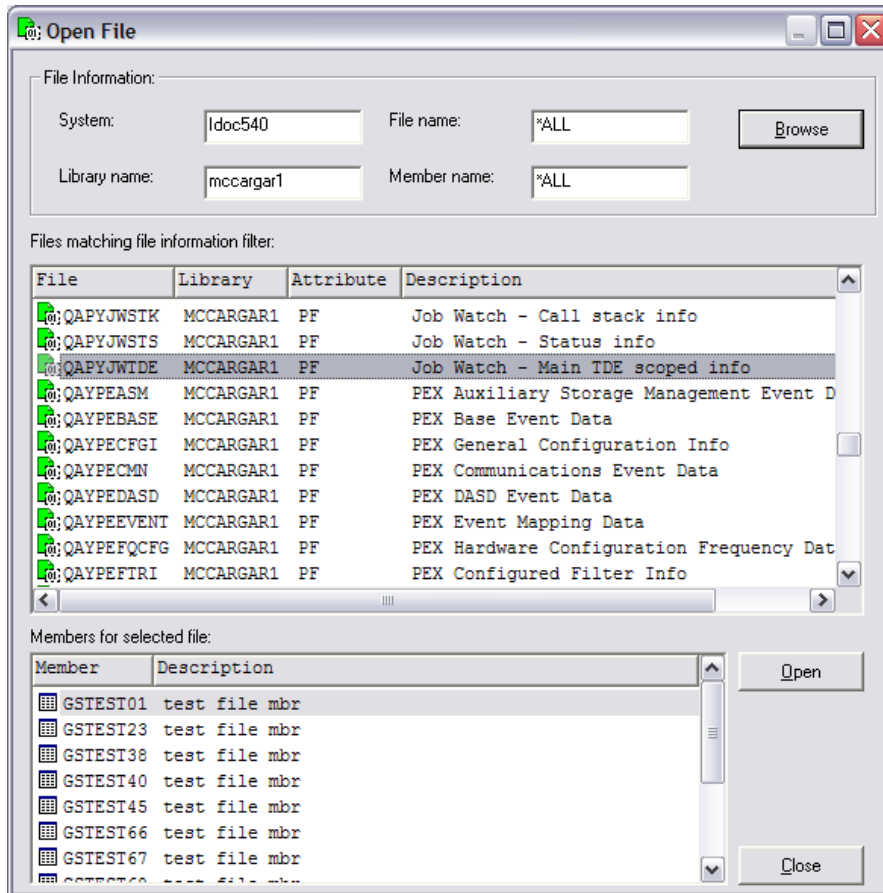 Open File
File Information:
System: ldoc540 File name: *ALL Browse
Library name: mccargar1 Member name: *ALL
Files matching file information filter:
File Library Attribute Description
QAPYJWSTK MCCARGAR1 PF Job Watch - Call stack info
QAPYJWSTS MCCARGAR1 PF Job Watch - Status info
QAPYJWTDE MCCARGAR1 PF Job Watch - Main TDE scoped info
QAYPEASM MCCARGAR1 PF PEX Auxiliary Storage Management Event D
QAYPEBASE MCCARGAR1 PF PEX Base Event Data
QAYPECFGI MCCARGAR1 PF PEX General Configuration Info
QAYPECMN MCCARGAR1 PF PEX Communications Event Data
QAYPEDASD MCCARGAR1 PF PEX DASD Event Data
QAYPEEVENT MCCARGAR1 PF PEX Event Mapping Data
QAYPEFQCFG MCCARGAR1 PF PEX Hardware Configuration Frequency Dat
QAYPEFTRI MCCARGAR1 PF PEX Configured Filter Info
Members for selected file:
Member Description Open
GSTEST01 test file mbr
GSTEST23 test file mbr
GSTEST38 test file mbr
GSTEST40 test file mbr
GSTEST45 test file mbr
GSTEST66 test file mbr
GSTEST67 test file mbr
Close